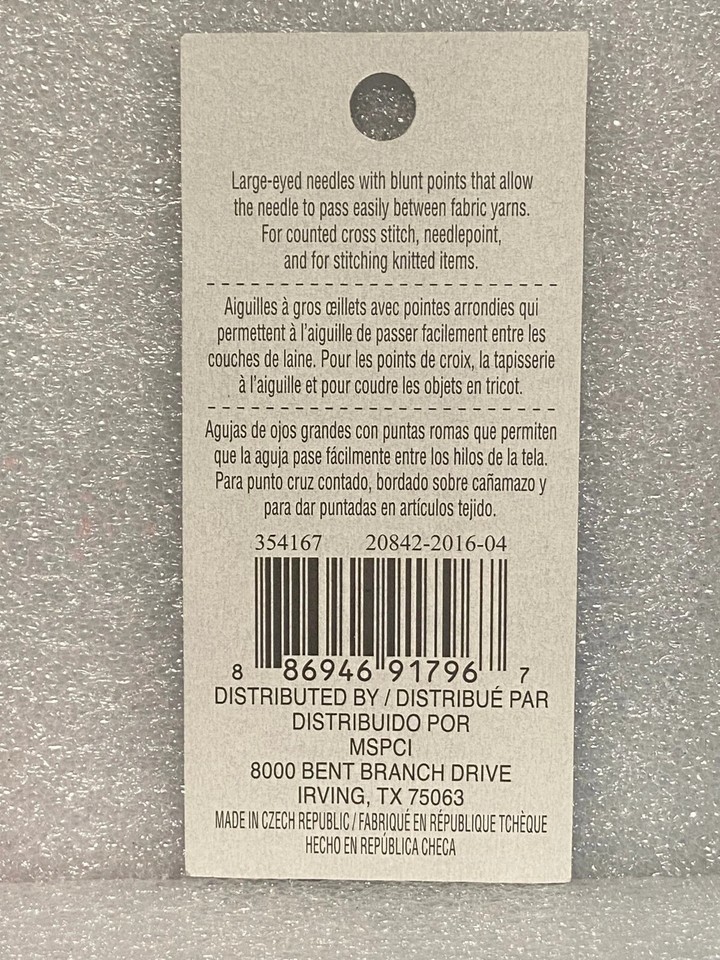 Large-eyed needles with blunt points that allow
the needle to pass easily between fabric yarns.
For counted cross stitch, needlepoint,
and for stitching knitted items.
Aiguilles à gros œillets avec pointes arrondies qui
permettent à l'aiguille de passer facilement entre les
couches de laine. Pour les points de croix, la tapisserie
à l'aiguille et pour coudre les objets en tricot.
Agujas de ojos grandes con puntas romas que permiten
que la aguja pase fácilmente entre los hilos de la tela.
Para punto cruz contado, bordado sobre cañamazo y
para dar puntadas en artículos tejido.
354167 20842-2016-04
8 86946 91796 7
DISTRIBUTED BY / DISTRIBUÉ PAR
DISTRIBUIDO POR
MSPCI
8000 BENT BRANCH DRIVE
IRVING, TX 75063
MADE IN CZECH REPUBLIC / FABRIQUÉ EN RÉPUBLIQUE TCHÈQUE
HECHO EN REPÚBLICA CHECA